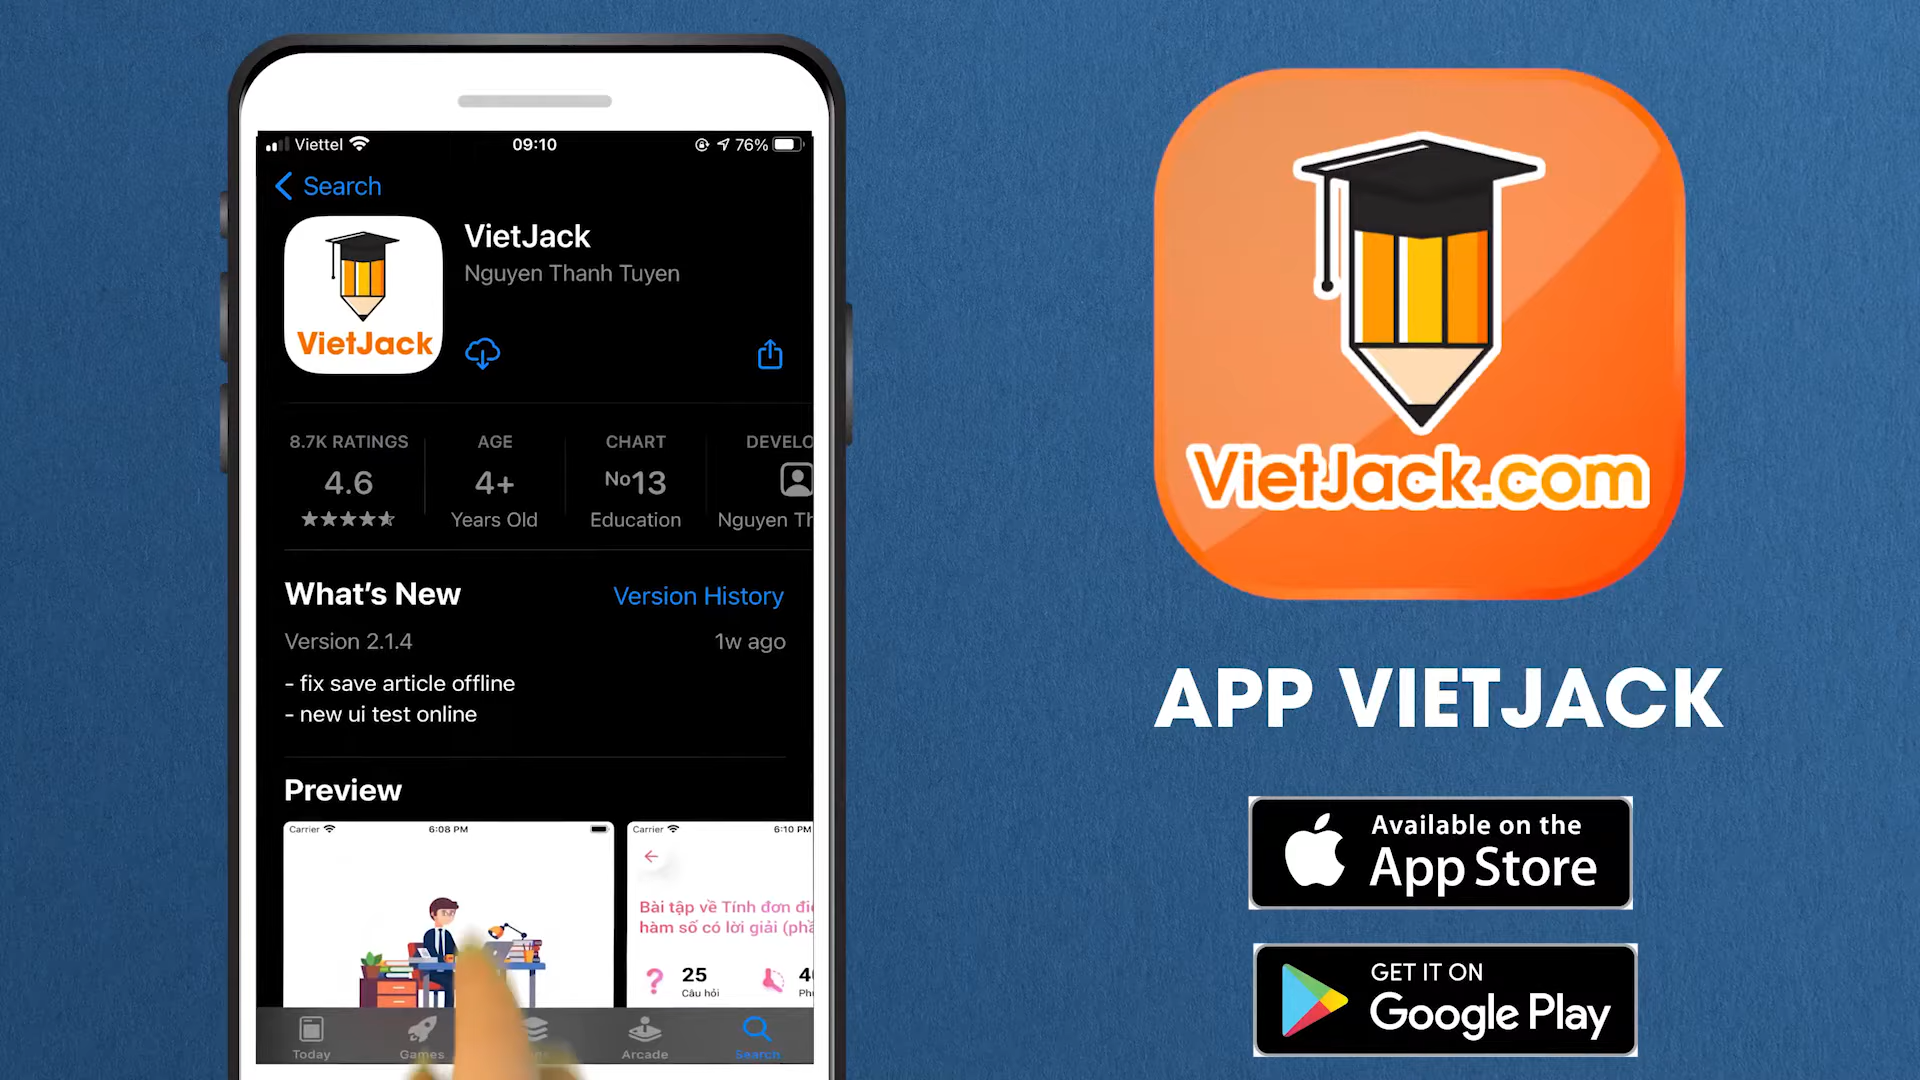 Viettel
09:10
76%
Search
VietJack
Nguyen Thanh Tuyen
VietJack
8.7K RATINGS
4.6
AGE
4+
Years Old
CHART
No13
Education
DEVELO
Nguyen Th
What's New
Version History
Version 2.1.4
1w ago
- fix save article offline
- new ui test online
Preview
Carrier
6:08 PM
Carrier
6:10 PM
Bài tập về Tính đơn đi
hàm số có lời giải (phầ
25
Câu hỏi
Today
Games
Arcade
Search
VietJack.com
APP VIETJACK
Available on the
App Store
GET IT ON
Google Play